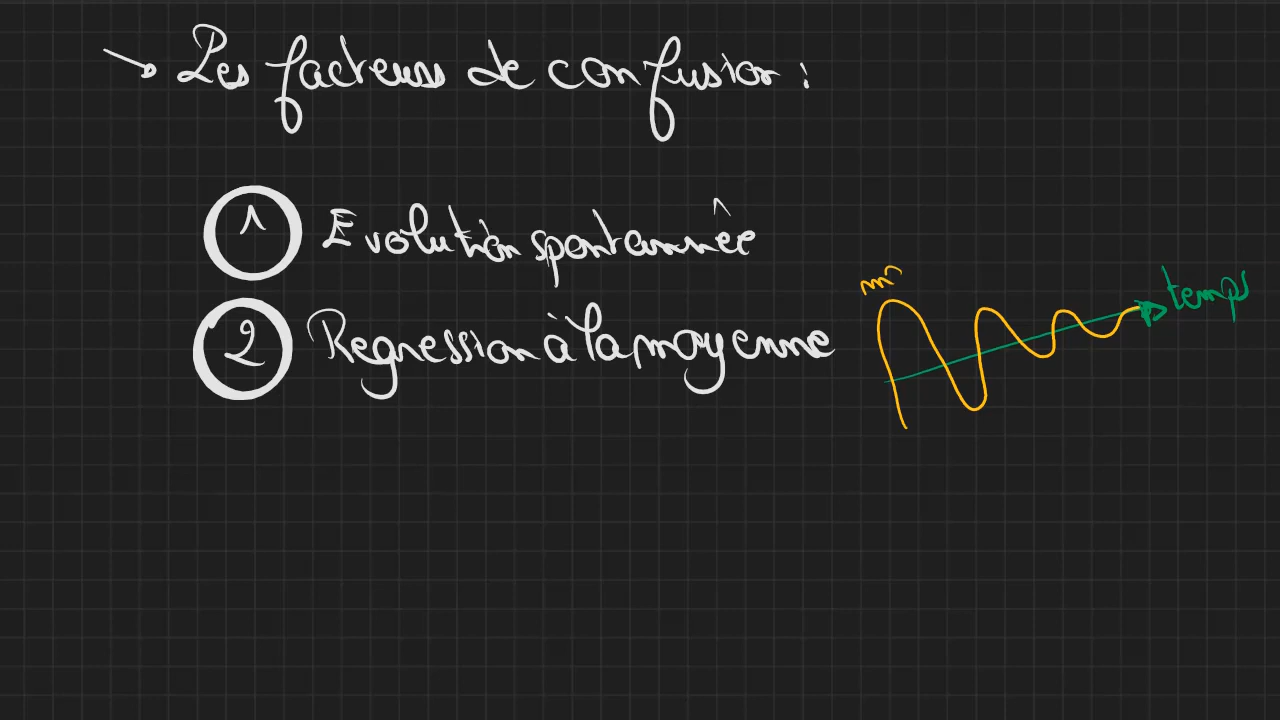 Les facteurs de confusion :
1 Evolution spontannée
2 Regression à la moyenne
temps